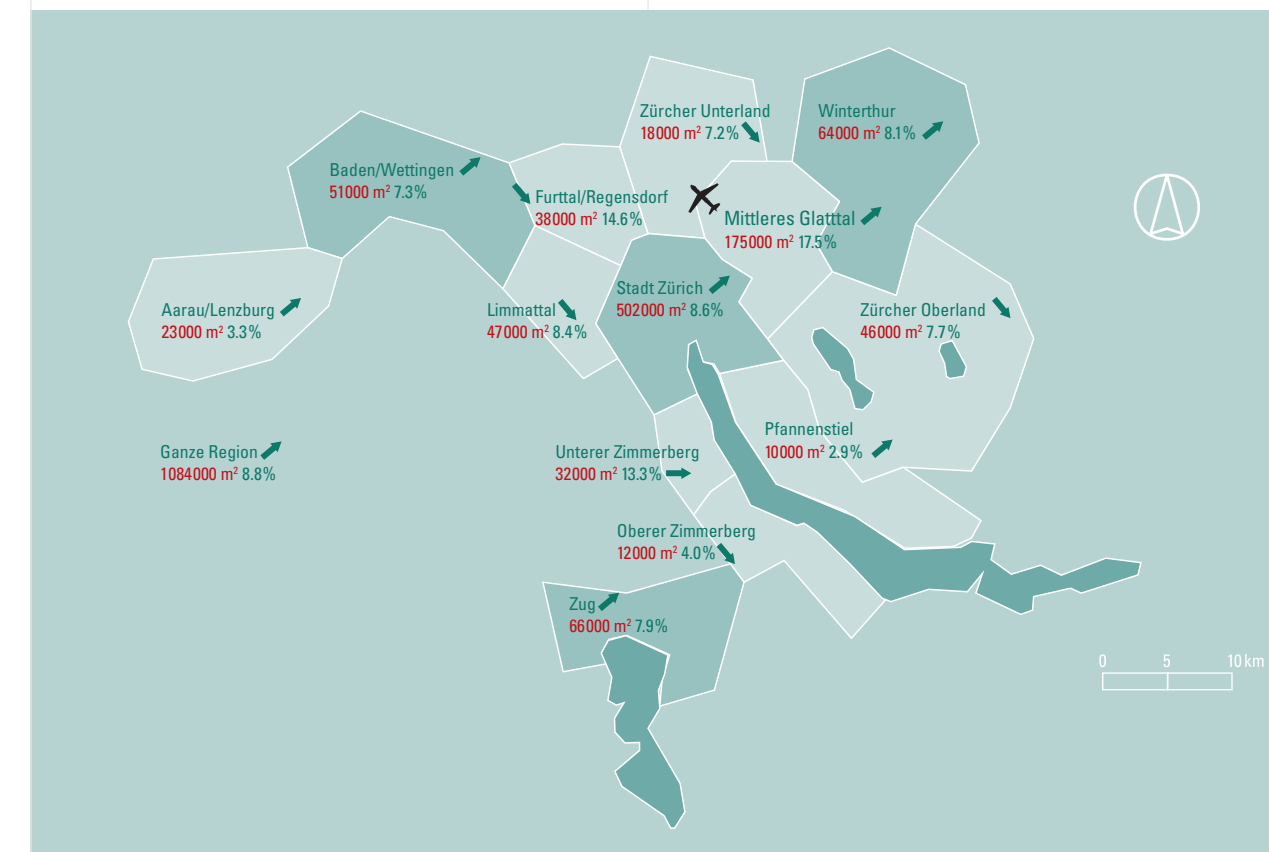 Zürcher Unterland
18000 m² 7.2%
Winterthur
64000 m² 8.1%
Baden/Wettingen
51000 m² 7.3%
Furttal/Regensdorf
38000 m² 14.6%
Mittleres Glatttal
175000 m² 17.5%
Stadt Zürich
502000 m² 8.6%
Aarau/Lenzburg
23000 m² 3.3%
Limmattal
47000 m² 8.4%
Zürcher Oberland
46000 m² 7.7%
Ganze Region
1084000 m² 8.8%
Unterer Zimmerberg
32000 m² 13.3%
Pfannenstiel
10000 m² 2.9%
Oberer Zimmerberg
12000 m² 4.0%
Zug
66000 m² 7.9%
0 5 10 km